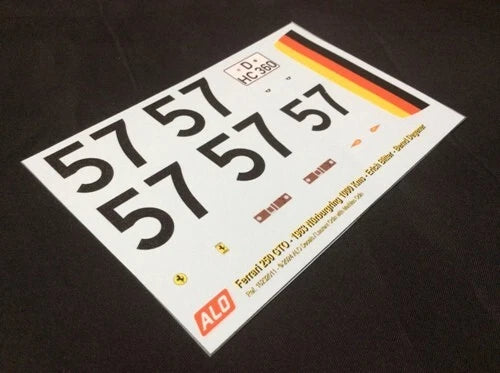 D
HC 360
57
57
57
57
57
Ferrari 250 GTO - 1963 Nürburgring 1000 Kms - Erich Bitter - Bernd Degener
ALO